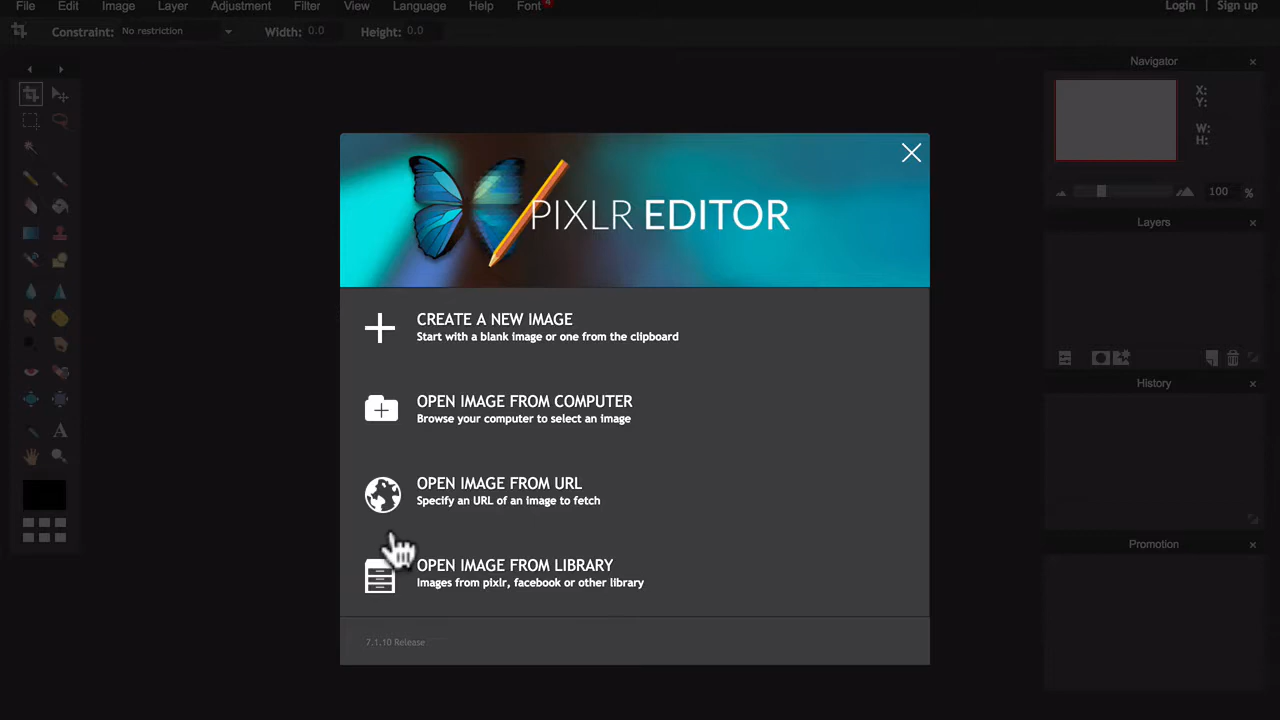 File Edit Image Layer Adjustment Filter View Language Help Font 4 Login | Sign up
Constraint: No restriction Width: 0.0 Height: 0.0
Navigator
X:
Y:
W:
H:
100 %
Layers
History
Promotion
PIXLR EDITOR
CREATE A NEW IMAGE
Start with a blank image or one from the clipboard
OPEN IMAGE FROM COMPUTER
Browse your computer to select an image
OPEN IMAGE FROM URL
Specify an URL of an image to fetch
OPEN IMAGE FROM LIBRARY
Images from pixlr, facebook or other library
7.1.10 Release